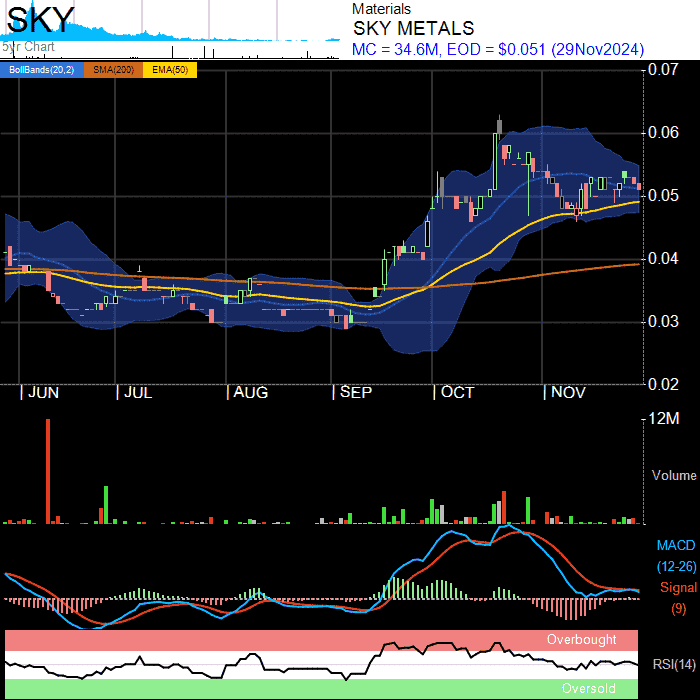 SKY
5yr Chart
Materials
SKY METALS
MC = 34.6M, EOD = $0.051 (29Nov2024)
BollBands(20,2) SMA(200) EMA(50)
0.07
0.06
0.05
0.04
0.03
0.02
JUN JUL AUG SEP OCT NOV
12M
Volume
MACD
(12-26)
Signal
(9)
Overbought
RSI(14)
Oversold